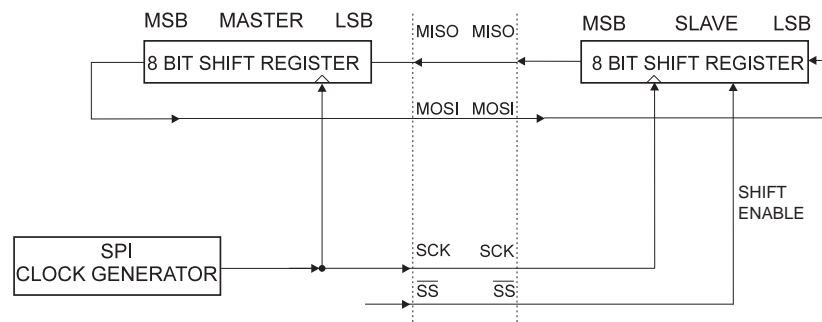 MSB MASTER LSB
MISO MISO
MSB SLAVE LSB
8 BIT SHIFT REGISTER
8 BIT SHIFT REGISTER
MOSI MOSI
SHIFT
ENABLE
SPI
CLOCK GENERATOR
SCK SCK
SS SS